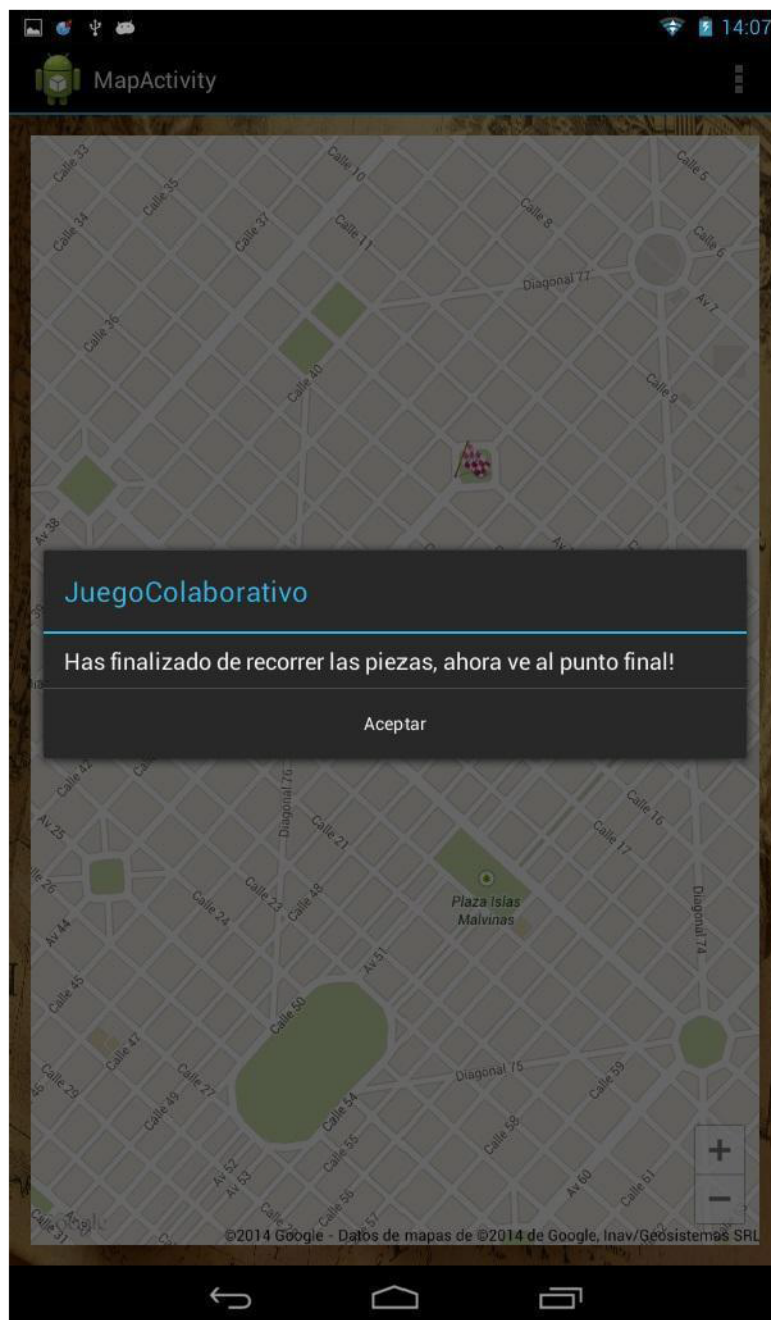 14:07
MapActivity
Calle 33
Calle 10
Calle 5
Calle 35
Calle 34
Calle 37
Calle 11
Calle 8
Calle 6
Diagonal 77
Av 7
Calle 36
Calle 40
Calle 9
Av 38
JuegoColaborativo
Has finalizado de recorrer las piezas, ahora ve al punto final!
Aceptar
Calle 42
Diagonal 76
Calle 16
Av 25
Calle 21
Calle 17
Calle 23
Calle 48
Calle 24
Plaza Islas
Malvinas
Diagonal 74
Av 44
Av 51
Calle 45
Calle 50
Calle 47
Calle 29
Calle 27
Diagonal 75
Calle 59
Calle 49
Calle 54
Calle 58
Calle 55
Av 52
Av 53
Av 60
Calle 61
Calle 56
Calle 57
Calle 31
Google
©2014 Google - Datos de mapas de ©2014 de Google, Inav/Geosistemas SRL